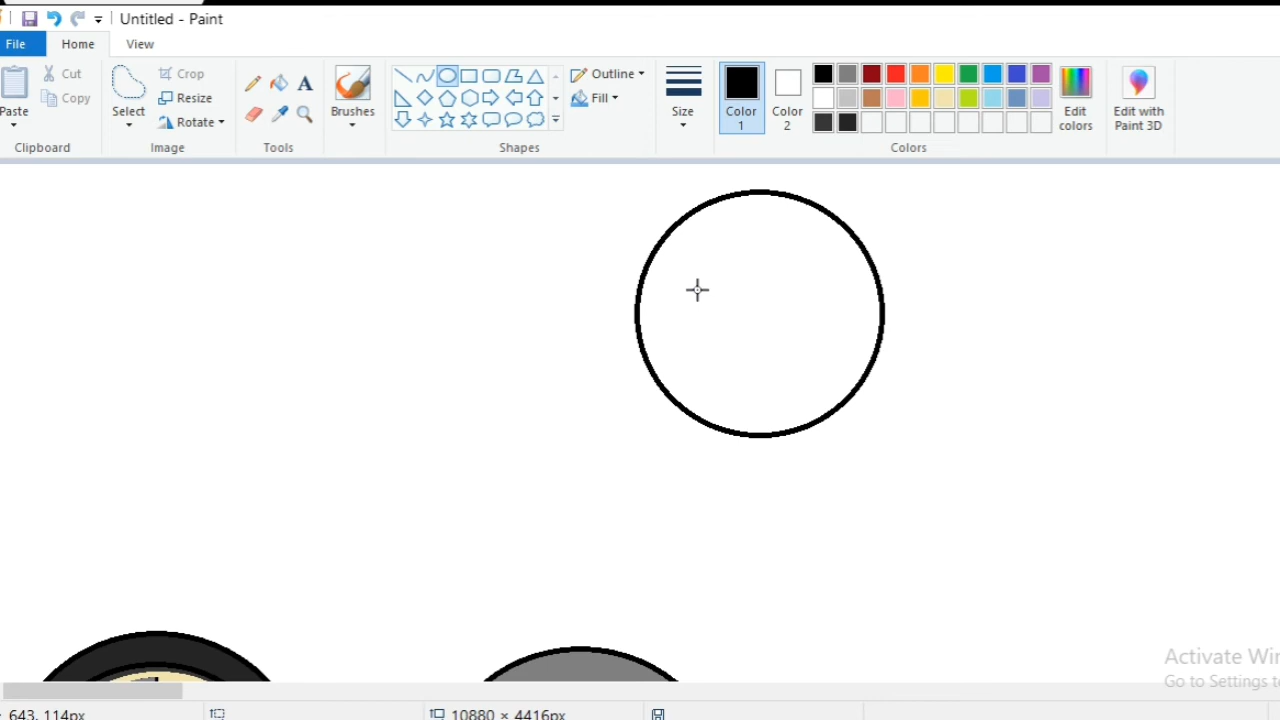 Untitled - Paint
File Home View
Paste
Cut
Copy
Clipboard
Select
Crop
Resize
Rotate
Image
A
Tools
Brushes
Outline
Fill
Shapes
Size
Color 1
Color 2
Edit colors
Colors
Edit with Paint 3D
Activate Win
Go to Settings t
643, 114px
10880 × 4416px